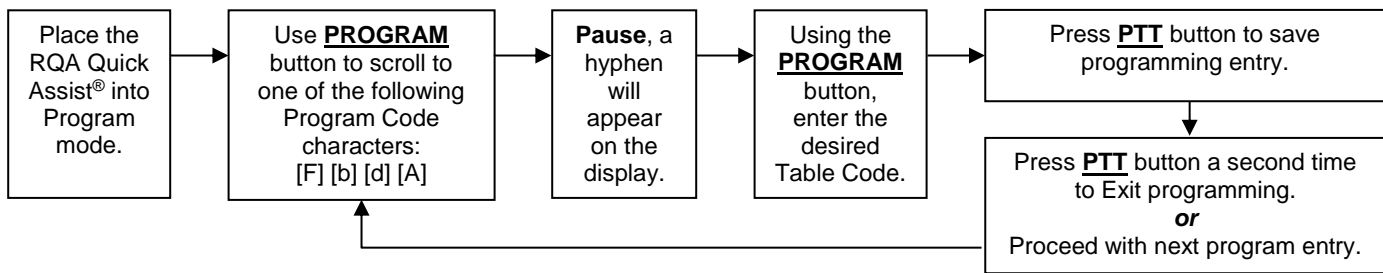 Place the
RQA Quick
Assist® into
Program
mode.
Use PROGRAM
button to scroll to
one of the following
Program Code
characters:
[F] [b] [d] [A]
Pause, a
hyphen
will
appear
on the
display.
Using the
PROGRAM
button,
enter the
desired
Table Code.
Press PTT button to save
programming entry.
Press PTT button a second time
to Exit programming.
or
Proceed with next program entry.